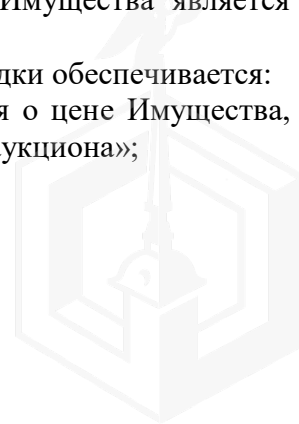 Имущества является
дки обеспечивается:
я о цене Имущества,
укциона»;